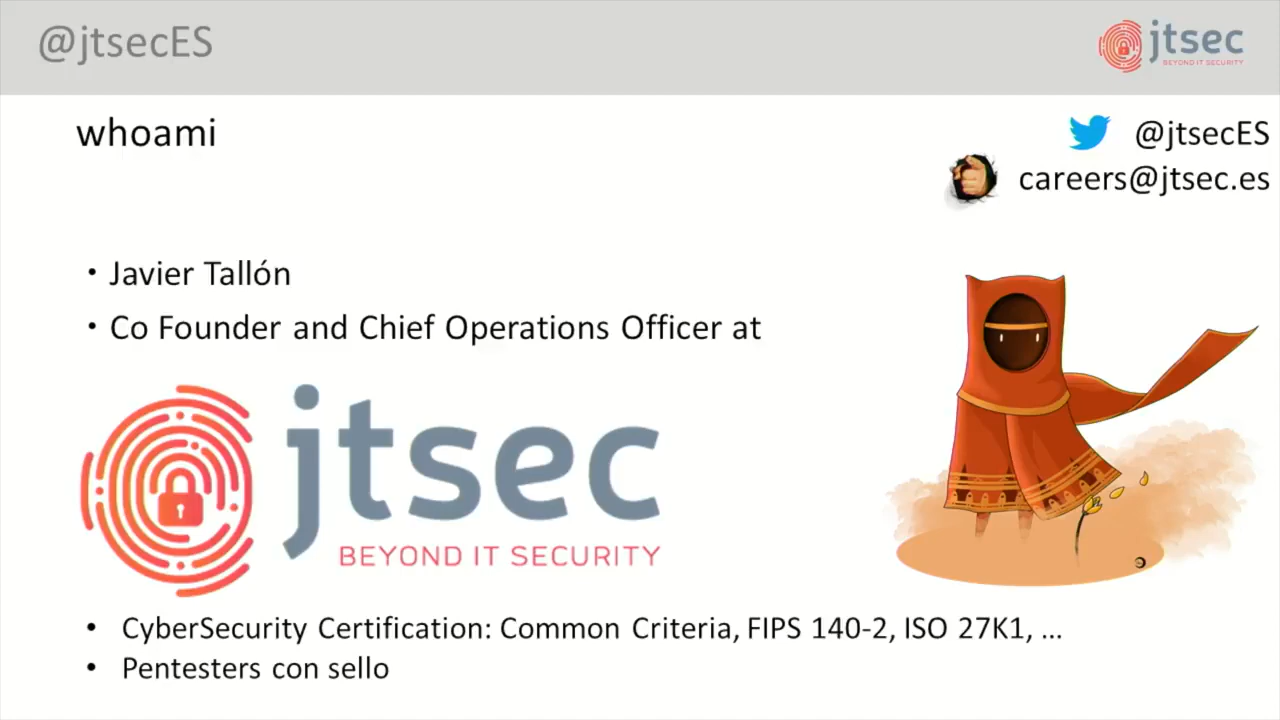 @jtsecES
jtsec
BEYOND IT SECURITY
whoami
@jtsecES
careers@jtsec.es
• Javier Tallón
• Co Founder and Chief Operations Officer at
jtsec
BEYOND IT SECURITY
• CyberSecurity Certification: Common Criteria, FIPS 140-2, ISO 27K1, ...
• Pentesters con sello